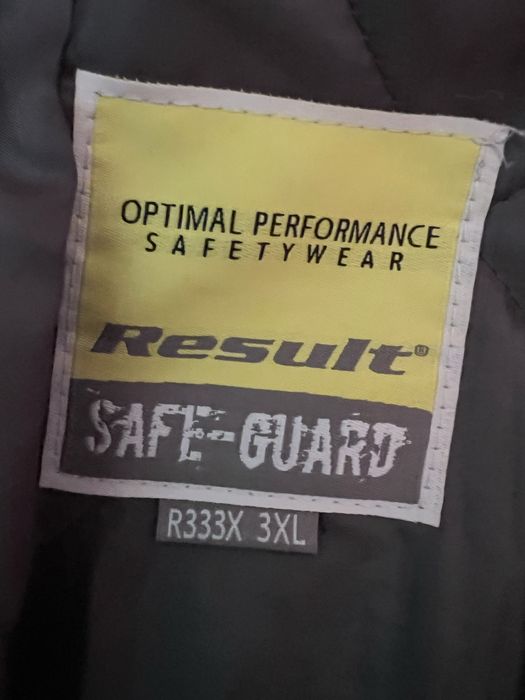 OPTIMAL PERFORMANCE
SAFETYWEAR
Result®
SAFE-GUARD
R333X 3XL